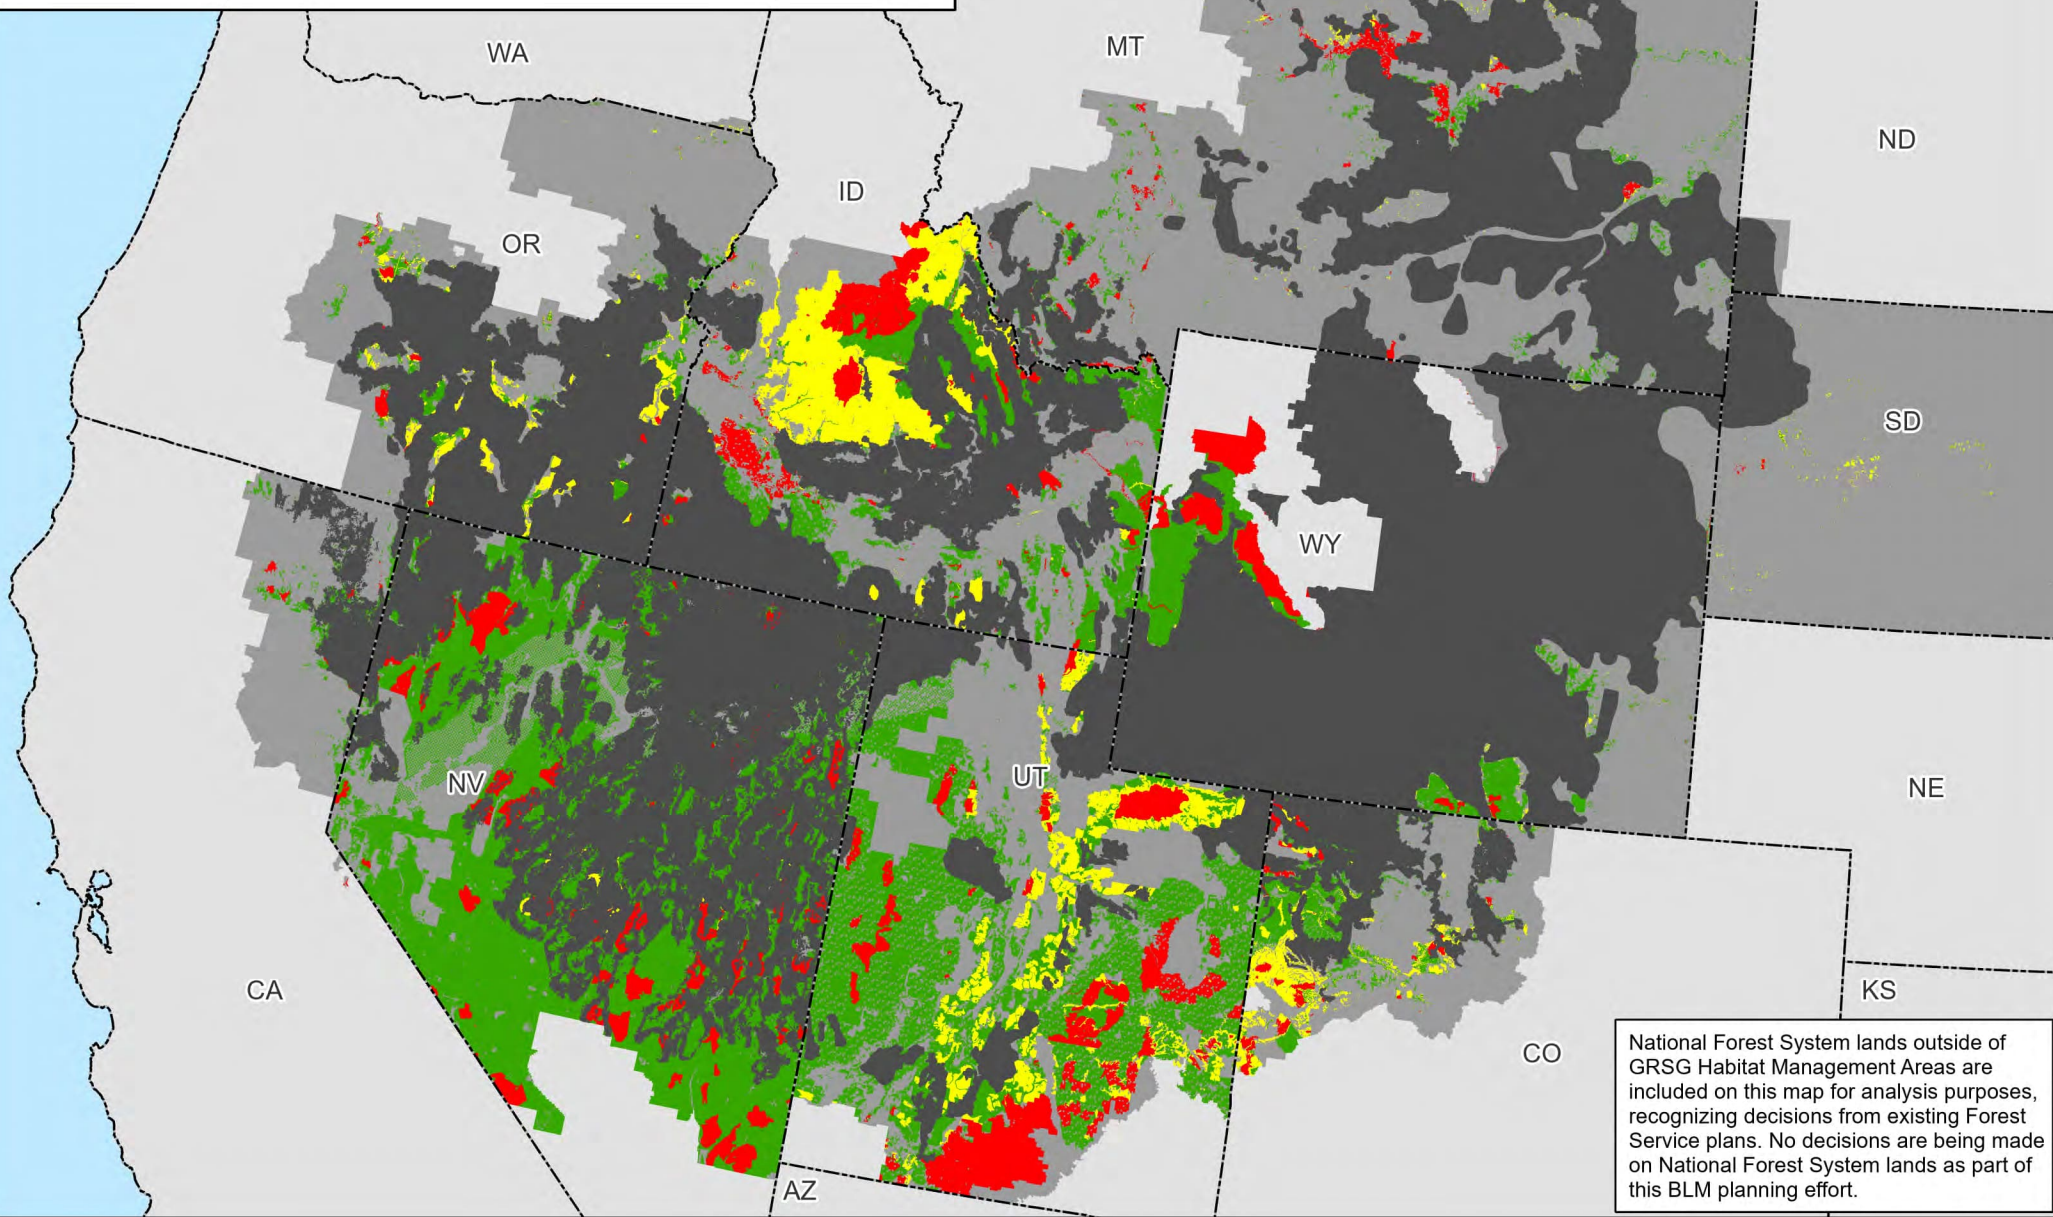 WA
MT
ND
ID
OR
SD
WY
NV
UT
NE
CA
KS
CO
AZ
National Forest System lands outside of
GRSG Habitat Management Areas are
included on this map for analysis purposes,
recognizing decisions from existing Forest
Service plans. No decisions are being made
on National Forest System lands as part of
this BLM planning effort.